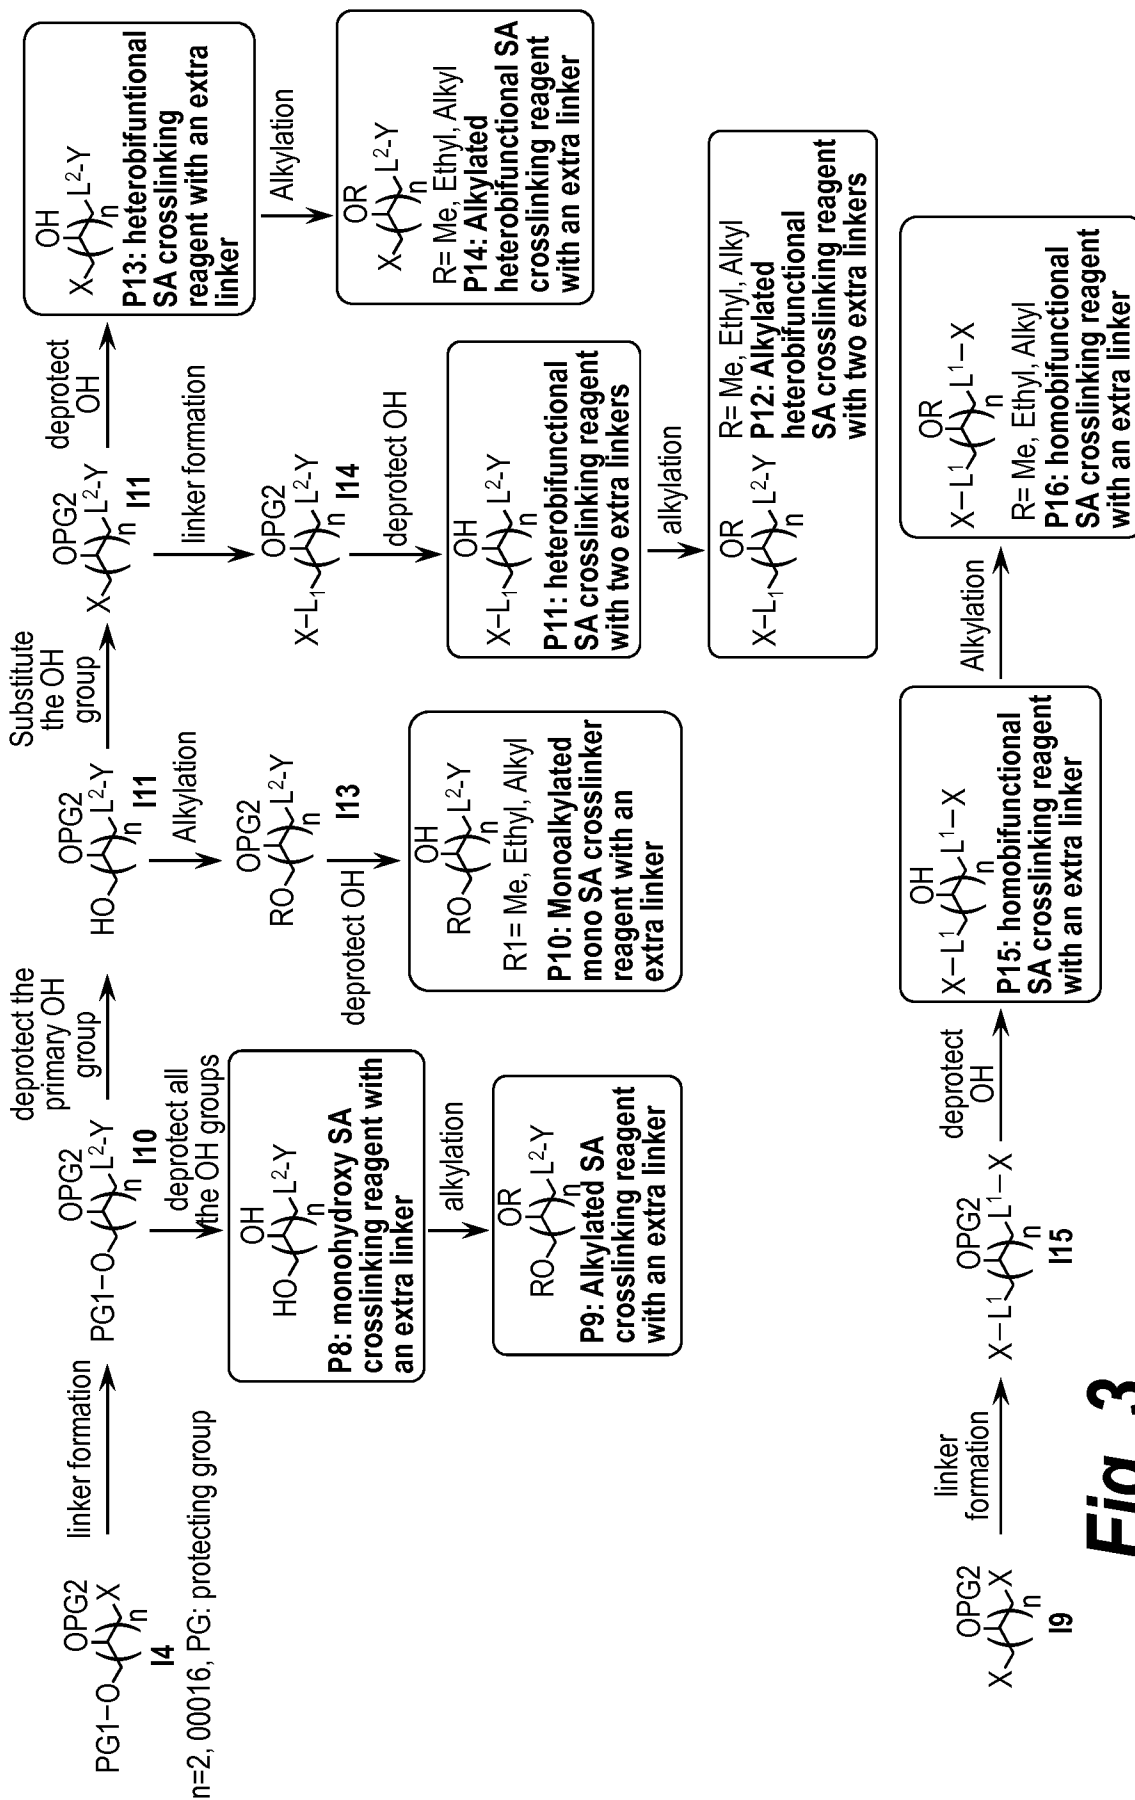 PG1–O
OPG2
X
n
I4
n=2, 00016, PG: protecting group
linker formation
PG1–O
OPG2
L²-Y
n
I10
deprotect the
primary OH
group
HO
OPG2
L²-Y
n
I11
Substitute
the OH
group
X
OPG2
L²-Y
n
I11
deprotect
OH
X
OH
L²-Y
n
P13: heterobifuntional
SA crosslinking
reagent with an extra
linker
Alkylation
X
OR
L²-Y
n
R= Me, Ethyl, Alkyl
P14: Alkylated
heterobifunctional SA
crosslinking reagent
with an extra linker
deprotect all
the OH groups
HO
OH
L²-Y
n
P8: monohydroxy SA
crosslinking reagent with
an extra linker
alkylation
RO
OR
L²-Y
n
P9: Alkylated SA
crosslinking reagent
with an extra linker
Alkylation
RO
OPG2
L²-Y
n
I13
deprotect OH
RO
OH
L²-Y
n
R1= Me, Ethyl, Alkyl
P10: Monoalkylated
mono SA crosslinker
reagent with an
extra linker
linker formation
X–L₁
OPG2
L²-Y
n
I14
deprotect OH
X–L₁
OH
L²-Y
n
P11: heterobifunctional
SA crosslinking reagent
with two extra linkers
alkylation
X–L₁
OR
L²-Y
n
R= Me, Ethyl, Alkyl
P12: Alkylated
heterobifunctional
SA crosslinking reagent
with two extra linkers
X
OPG2
X
n
I9
linker
formation
X–L¹
OPG2
L¹–X
n
I15
deprotect
OH
X–L¹
OH
L¹–X
n
P15: homobifunctional
SA crosslinking reagent
with an extra linker
Alkylation
X–L¹
OR
L¹–X
n
R= Me, Ethyl, Alkyl
P16: homobifunctional
SA crosslinking reagent
with an extra linker
Fig. 3